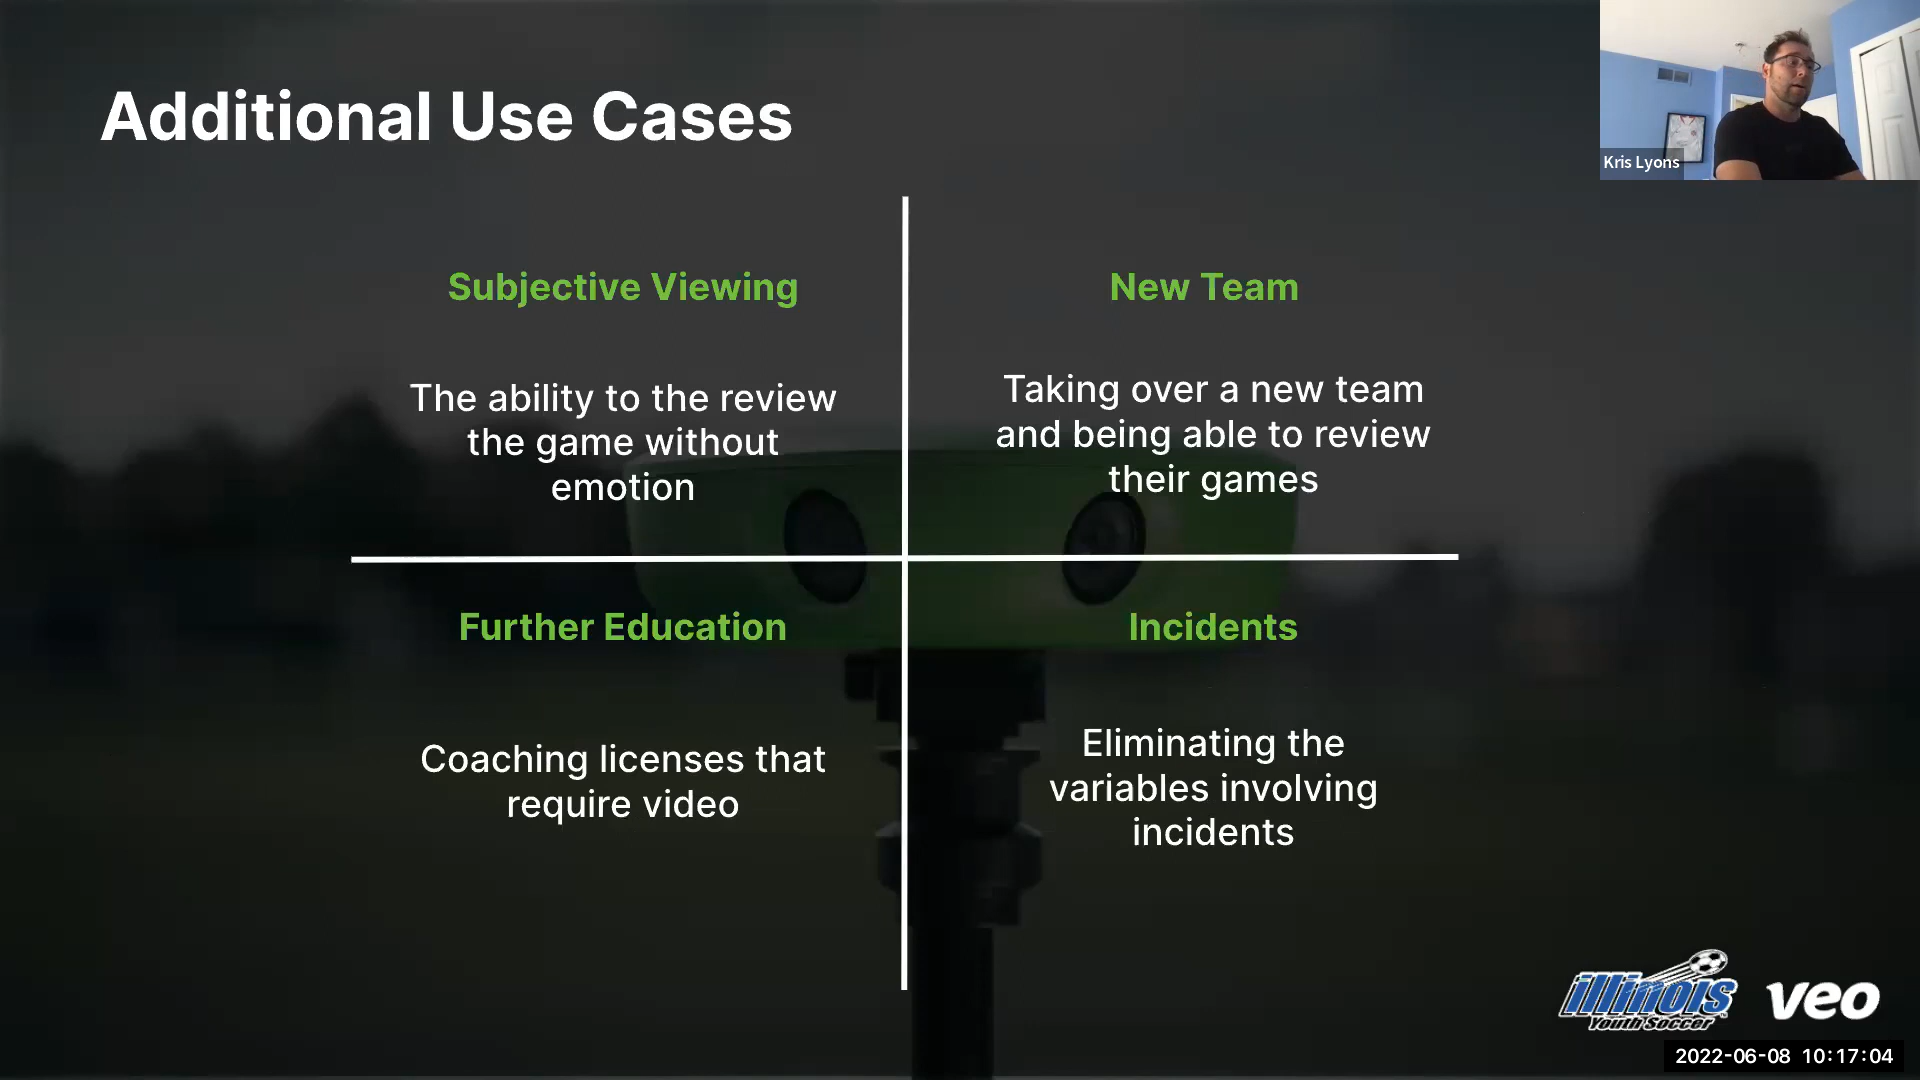 Additional Use Cases
Kris Lyons
Subjective Viewing
The ability to the review
the game without
emotion
New Team
Taking over a new team
and being able to review
their games
Further Education
Coaching licenses that
require video
Incidents
Eliminating the
variables involving
incidents
illinois
Youth Soccer
veo
2022-06-08 10:17:04